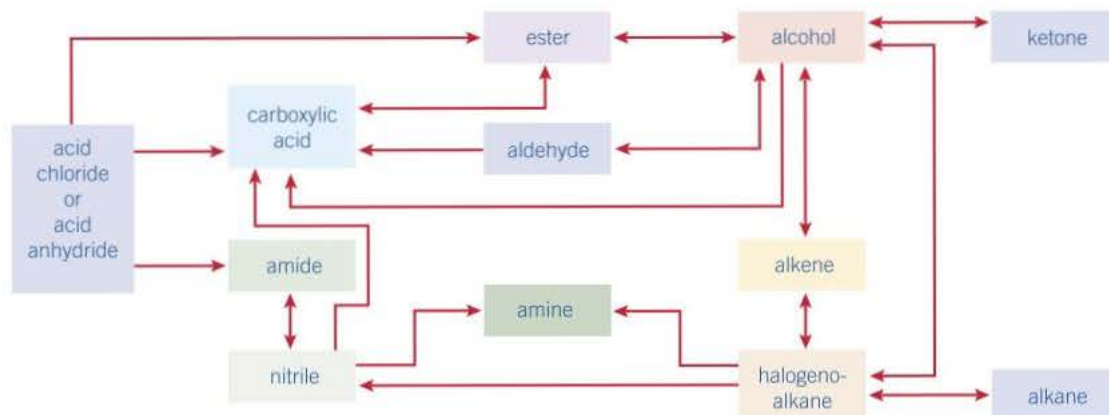 ester
alcohol
ketone
carboxylic
acid
aldehyde
acid
chloride
or
acid
anhydride
amide
alkene
amine
nitrile
halogeno-
alkane
alkane